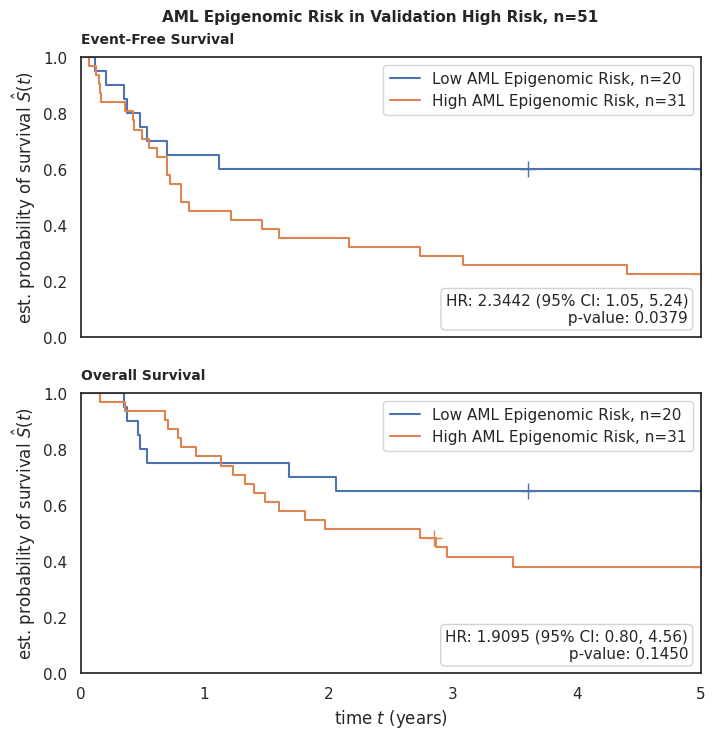 AML Epigenomic Risk in Validation High Risk, n=51
Event-Free Survival
1.0
0.8
0.6
0.4
0.2
0.0
est. probability of survival Ŝ(t)
Low AML Epigenomic Risk, n=20
High AML Epigenomic Risk, n=31
HR: 2.3442 (95% CI: 1.05, 5.24)
p-value: 0.0379
Overall Survival
1.0
0.8
0.6
0.4
0.2
0.0
est. probability of survival Ŝ(t)
Low AML Epigenomic Risk, n=20
High AML Epigenomic Risk, n=31
HR: 1.9095 (95% CI: 0.80, 4.56)
p-value: 0.1450
0 1 2 3 4 5
time t (years)